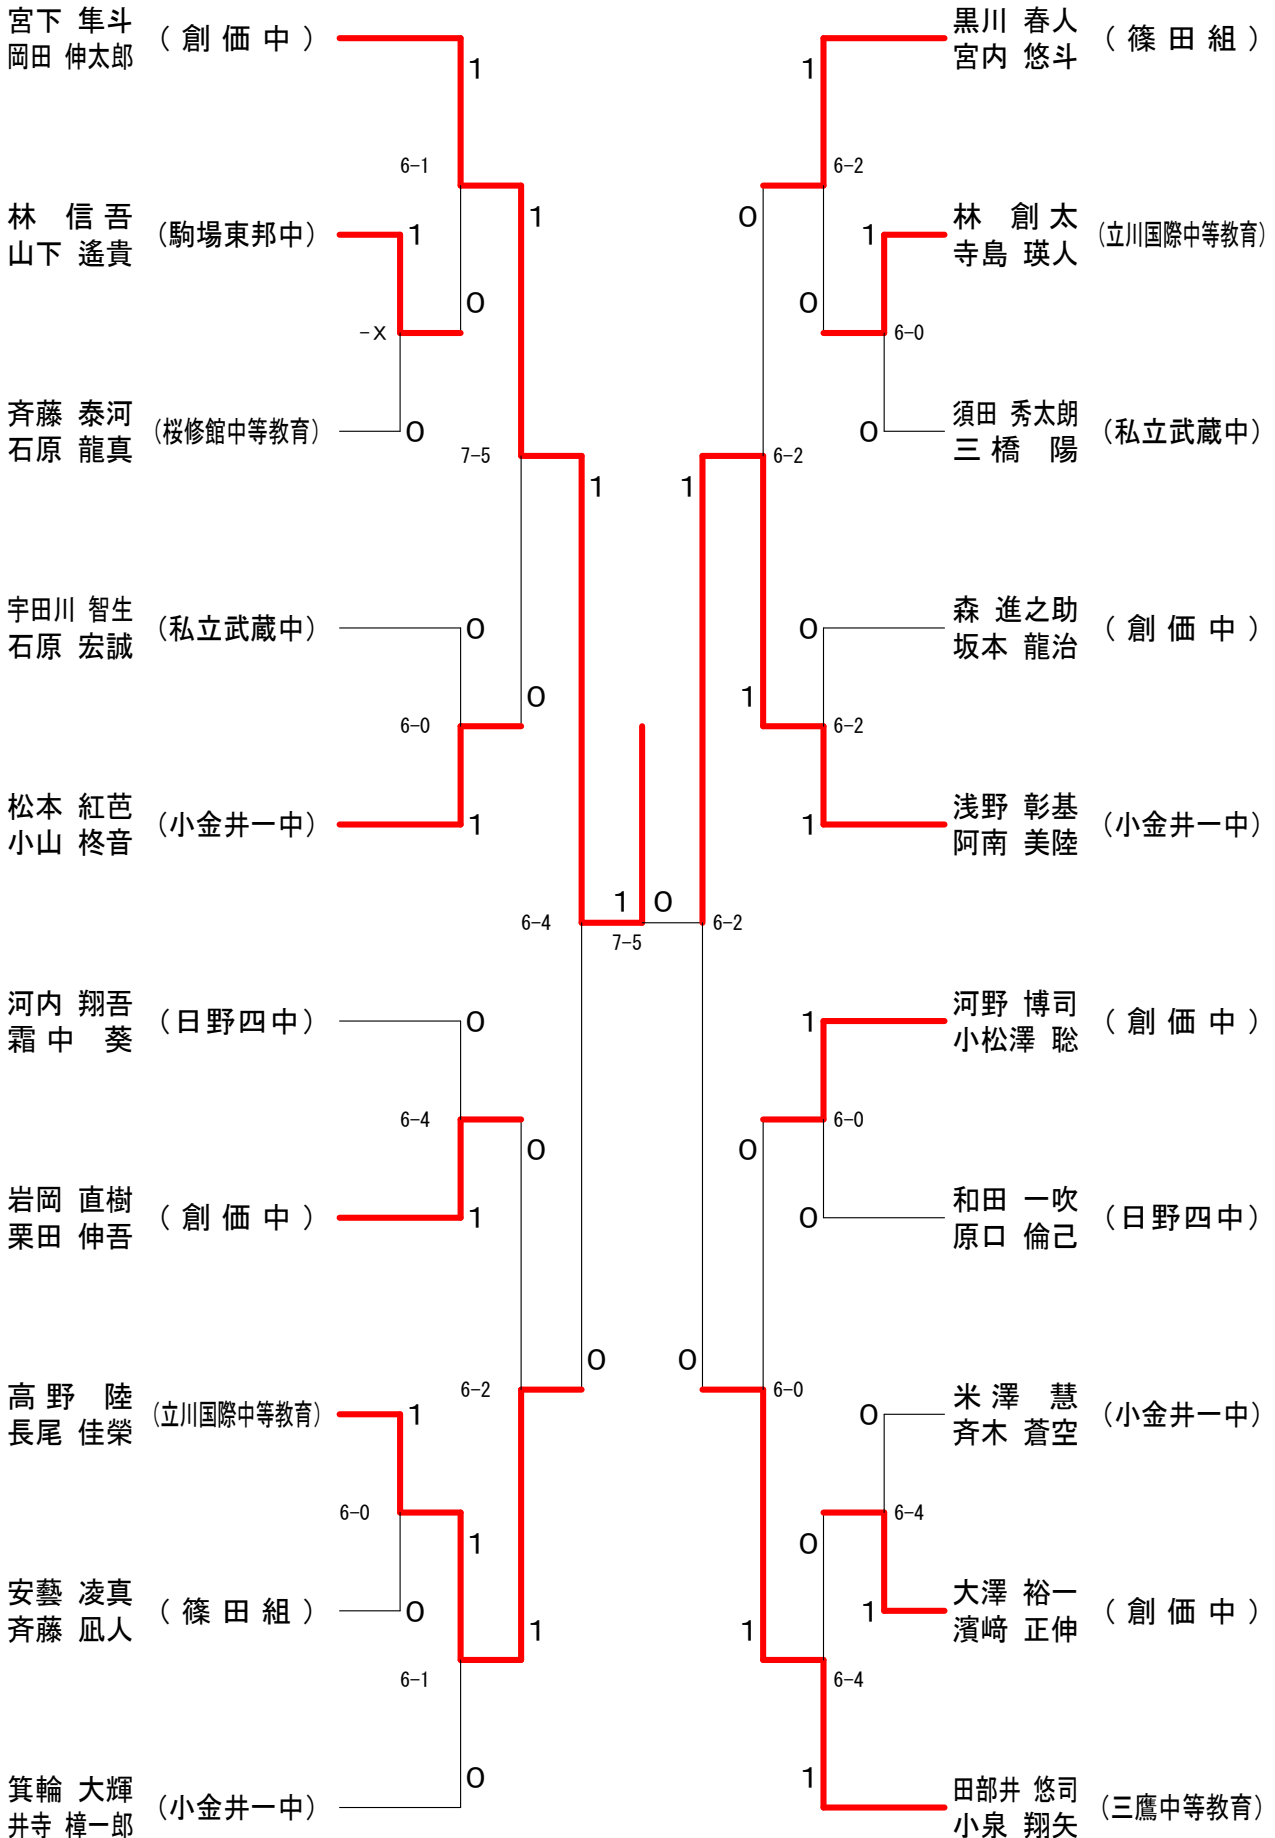 宮下 隼斗
岡田 伸太郎
( 創 価 中 )
1
6-1
林 信 吾
山下 遙貴
(駒場東邦中)
1
1
0
-X
斉藤 泰河
石原 龍真
(桜修館中等教育)
0
7-5
1
宇田川 智生
石原 宏誠
(私立武蔵中)
0
0
6-0
松本 紅芭
小山 柊音
(小金井一中)
1
6-4
1
0
7-5
河内 翔吾
霜 中 葵
(日野四中)
0
6-4
0
岩岡 直樹
栗田 伸吾
( 創 価 中 )
1
0
6-2
高 野 陸
長尾 佳榮
(立川国際中等教育)
1
6-0
1
安藝 凌真
斉藤 凪人
( 篠 田 組 )
0
1
6-1
0
箕輪 大輝
井寺 樟一郎
(小金井一中)
黒川 春人
宮内 悠斗
( 篠 田 組 )
1
6-2
0
林 創 太
寺島 瑛人
(立川国際中等教育)
1
0
6-0
須田 秀太朗
三 橋 陽
(私立武蔵中)
0
6-2
1
森 進之助
坂本 龍治
( 創 価 中 )
0
1
6-2
浅野 彰基
阿南 美陸
(小金井一中)
1
6-2
河野 博司
小松澤 聡
( 創 価 中 )
1
6-0
0
和田 一吹
原口 倫己
(日野四中)
0
0
6-0
米 澤 慧
斉木 蒼空
(小金井一中)
0
6-4
0
大澤 裕一
濱﨑 正伸
( 創 価 中 )
1
1
6-4
1
田部井 悠司
小泉 翔矢
(三鷹中等教育)